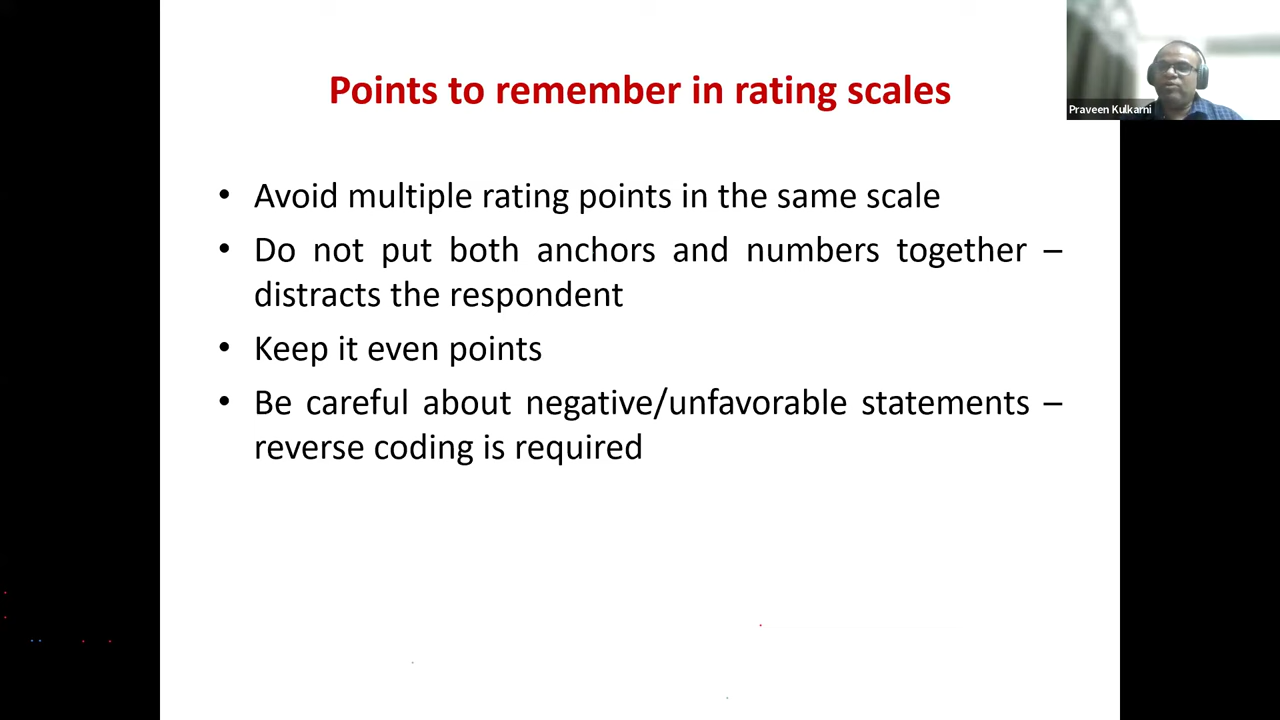 Points to remember in rating scales
Praveen Kulkarni
• Avoid multiple rating points in the same scale
• Do not put both anchors and numbers together –
distracts the respondent
• Keep it even points
• Be careful about negative/unfavorable statements –
reverse coding is required